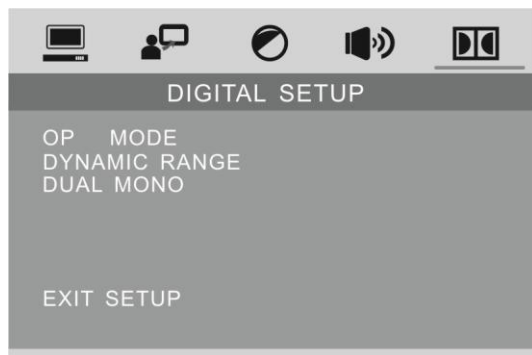 DIGITAL SETUP
OP MODE
DYNAMIC RANGE
DUAL MONO
EXIT SETUP